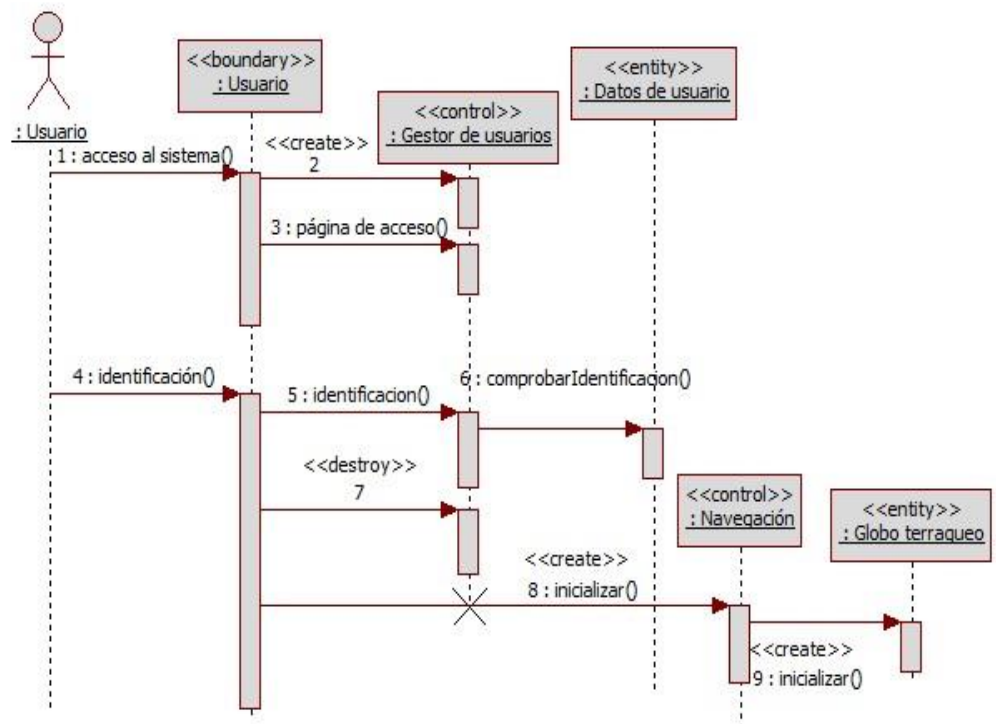 <<boundary>>
: Usuario
<<entity>>
: Datos de usuario
<<control>>
: Gestor de usuarios
: Usuario
1 : acceso al sistema()
<<create>>
2
3 : página de acceso()
4 : identificación()
5 : identificacion()
6 : comprobarIdentificacion()
<<destroy>>
7
<<control>>
: Navegación
<<entity>>
: Globo terraqueo
<<create>>
8 : inicializar()
<<create>>
9 : inicializar()